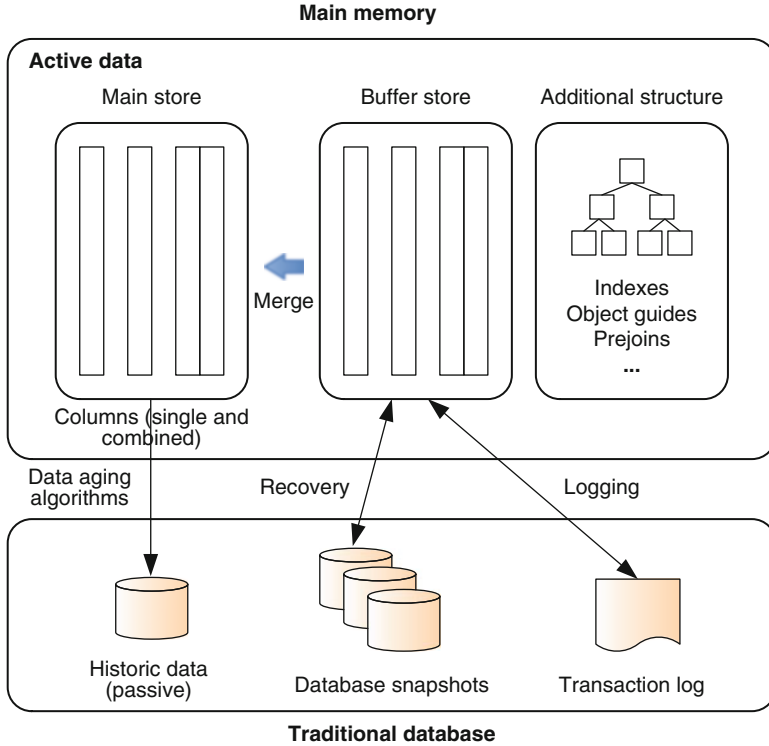 Main memory
Active data
Main store
Buffer store
Additional structure
Merge
Indexes
Object guides
Prejoins
...
Columns (single and
combined)
Data aging
algorithms
Recovery
Logging
Historic data
(passive)
Database snapshots
Transaction log
Traditional database